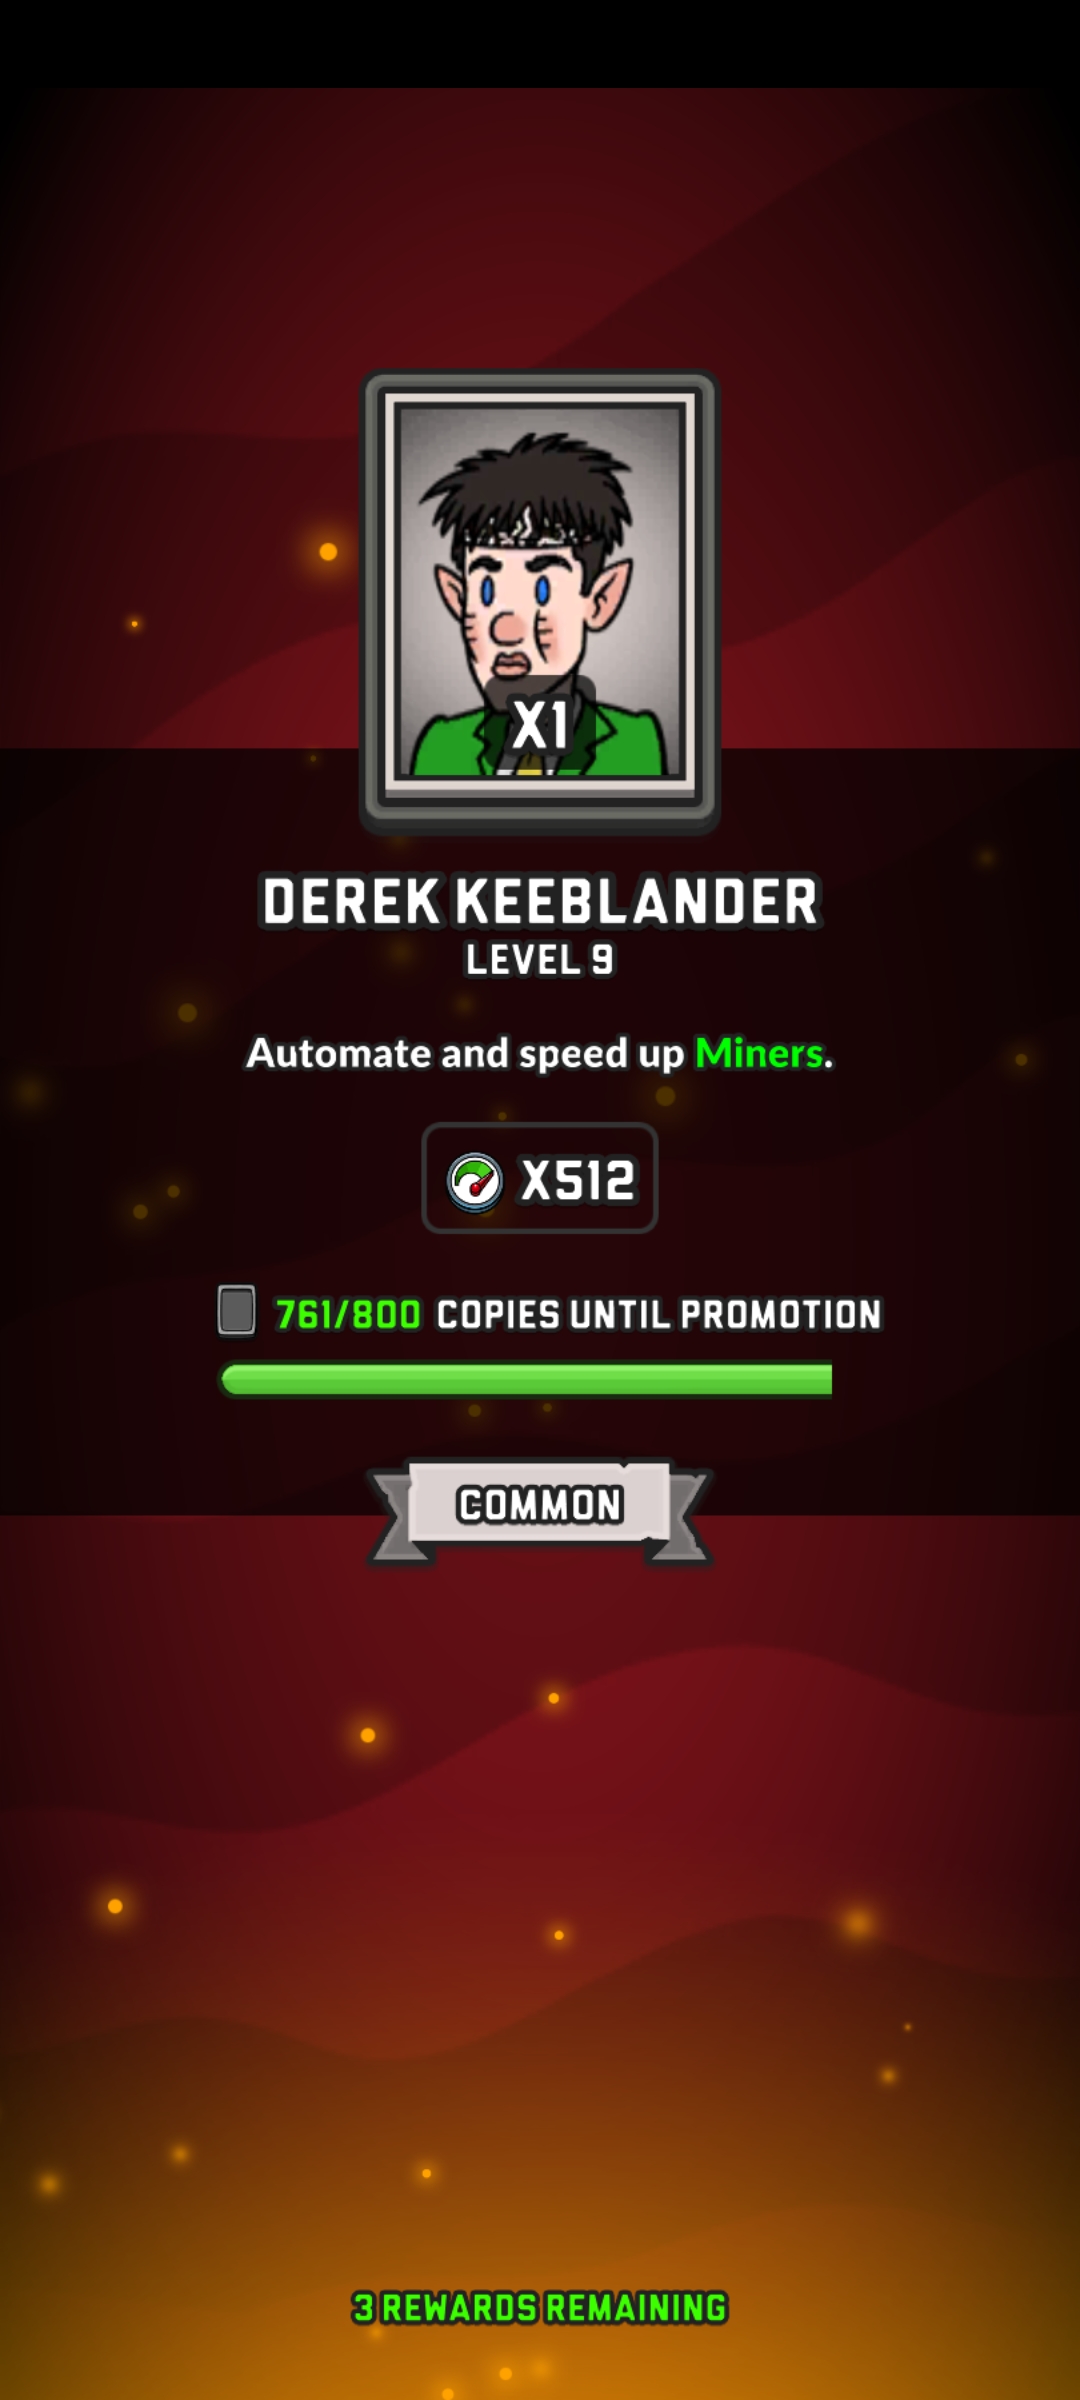 X1
DEREK KEEBLANDER
LEVEL 9
Automate and speed up Miners.
X512
761/800 COPIES UNTIL PROMOTION
COMMON
3 REWARDS REMAINING